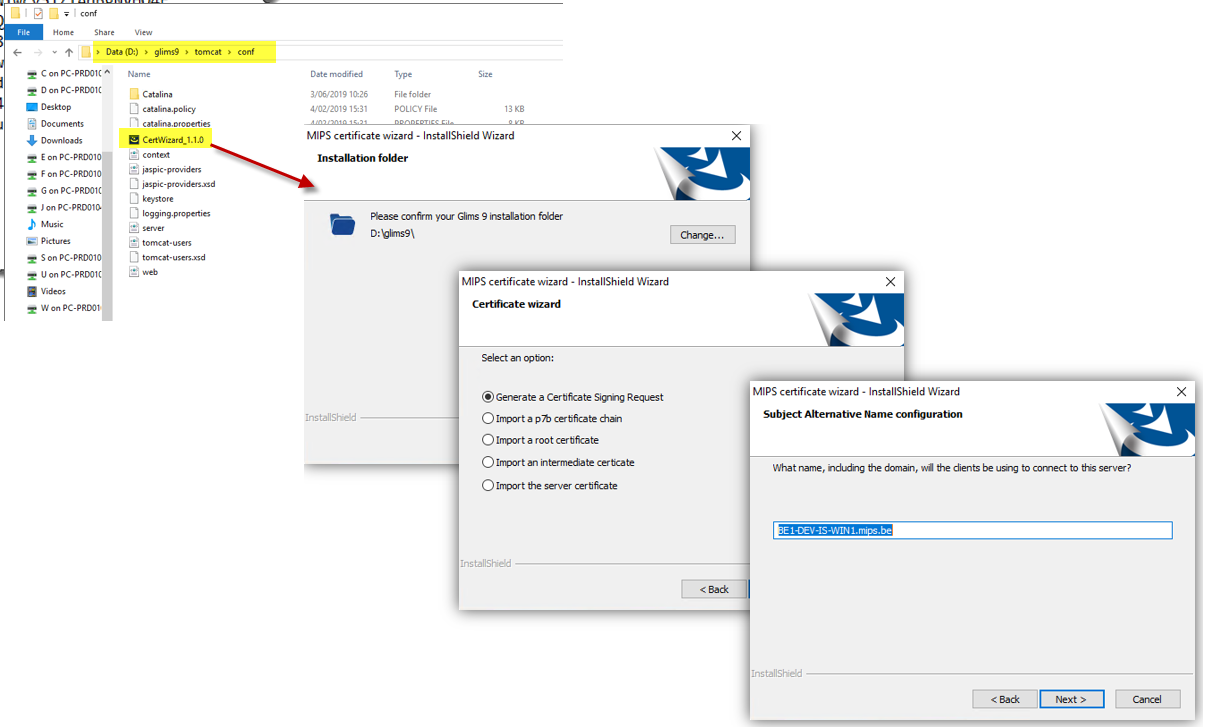 conf
File Home Share View
Data (D:) > glims9 > tomcat > conf
Name Date modified Type Size
C on PC-PRD010
D on PC-PRD010
Desktop
Documents
Downloads
E on PC-PRD010
F on PC-PRD010
G on PC-PRD010
J on PC-PRD010
Music
Pictures
S on PC-PRD010
U on PC-PRD010
Videos
W on PC-PRD01
Catalina 3/06/2019 10:26 File folder
catalina.policy 4/02/2019 15:31 POLICY File 13 KB
catalina.properties 4/02/2019 15:31 PROPERTIES File 8 KB
CertWizard_1.1.0
context
jaspic-providers
jaspic-providers.xsd
keystore
logging.properties
server
tomcat-users
tomcat-users.xsd
web
MIPS certificate wizard - InstallShield Wizard
Installation folder
Please confirm your Glims 9 installation folder
D:\glims9\
Change...
InstallShield
MIPS certificate wizard - InstallShield Wizard
Certificate wizard
Select an option:
Generate a Certificate Signing Request
Import a p7b certificate chain
Import a root certificate
Import an intermediate certicate
Import the server certificate
InstallShield
< Back
MIPS certificate wizard - InstallShield Wizard
Subject Alternative Name configuration
What name, including the domain, will the clients be using to connect to this server?
BE1-DEV-IS-WIN1.mips.be
InstallShield
< Back Next > Cancel